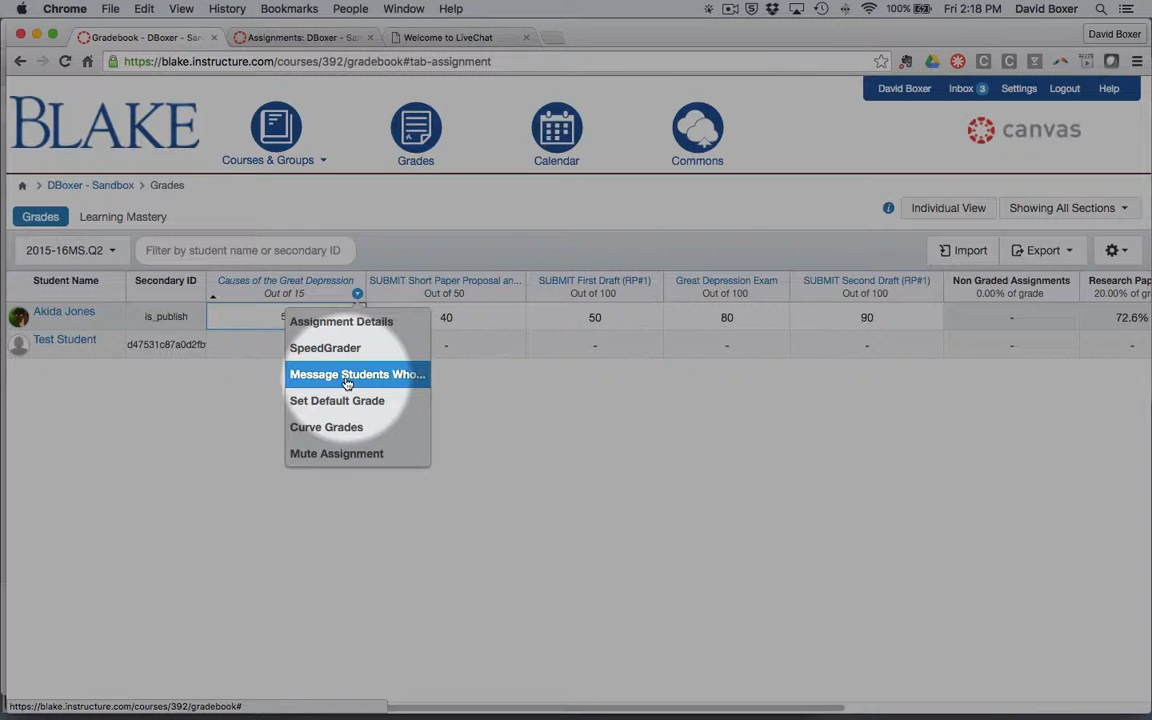 Chrome File Edit View History Bookmarks People Window Help 100% Fri 2:18 PM David Boxer
Gradebook - DBoxer - San Assignments: DBoxer - San Welcome to LiveChat David Boxer
https://blake.instructure.com/courses/392/gradebook#tab-assignment
David Boxer Inbox 3 Settings Logout Help
BLAKE
canvas
Courses & Groups Grades Calendar Commons
DBoxer - Sandbox > Grades
Grades Learning Mastery Individual View Showing All Sections
2015-16MS.Q2 Filter by student name or secondary ID Import Export
Student Name Secondary ID Causes of the Great Depression SUBMIT Short Paper Proposal an... SUBMIT First Draft (RP#1) Great Depression Exam SUBMIT Second Draft (RP#1) Non Graded Assignments Research Pap
Out of 15 Out of 50 Out of 100 Out of 100 Out of 100 0.00% of grade 20.00% of grade
Akida Jones is_publish 40 50 80 90 - 72.6%
Test Student d47531c87a0d2fb - - - - - -
Assignment Details
SpeedGrader
Message Students Who...
Set Default Grade
Curve Grades
Mute Assignment
https://blake.instructure.com/courses/392/gradebook#